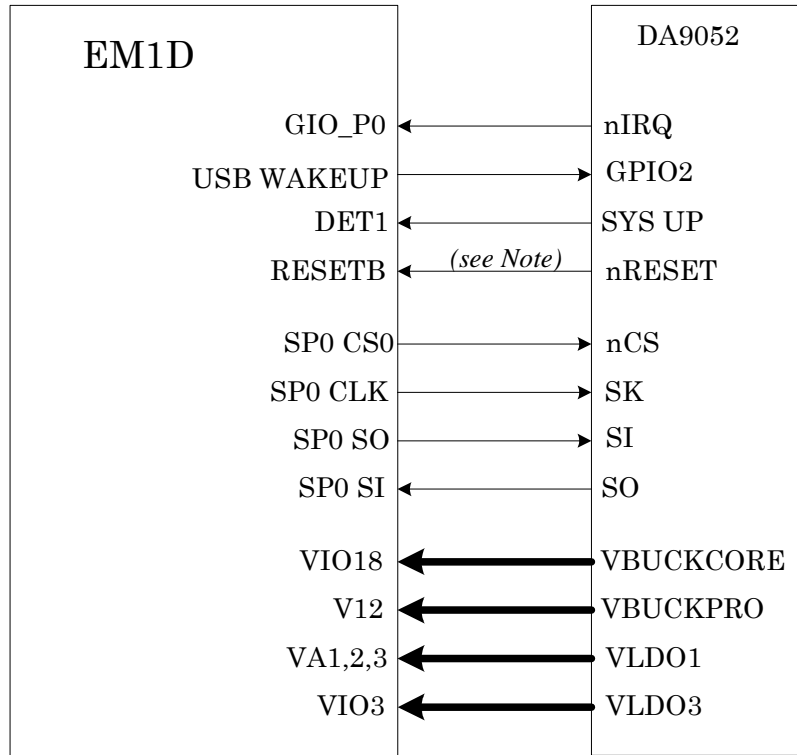 EM1D
DA9052
GIO_P0 nIRQ
USB WAKEUP GPIO2
DET1 SYS UP
RESETB (see Note) nRESET
SP0 CS0 nCS
SP0 CLK SK
SP0 SO SI
SP0 SI SO
VIO18 VBUCKCORE
V12 VBUCKPRO
VA1,2,3 VLDO1
VIO3 VLDO3